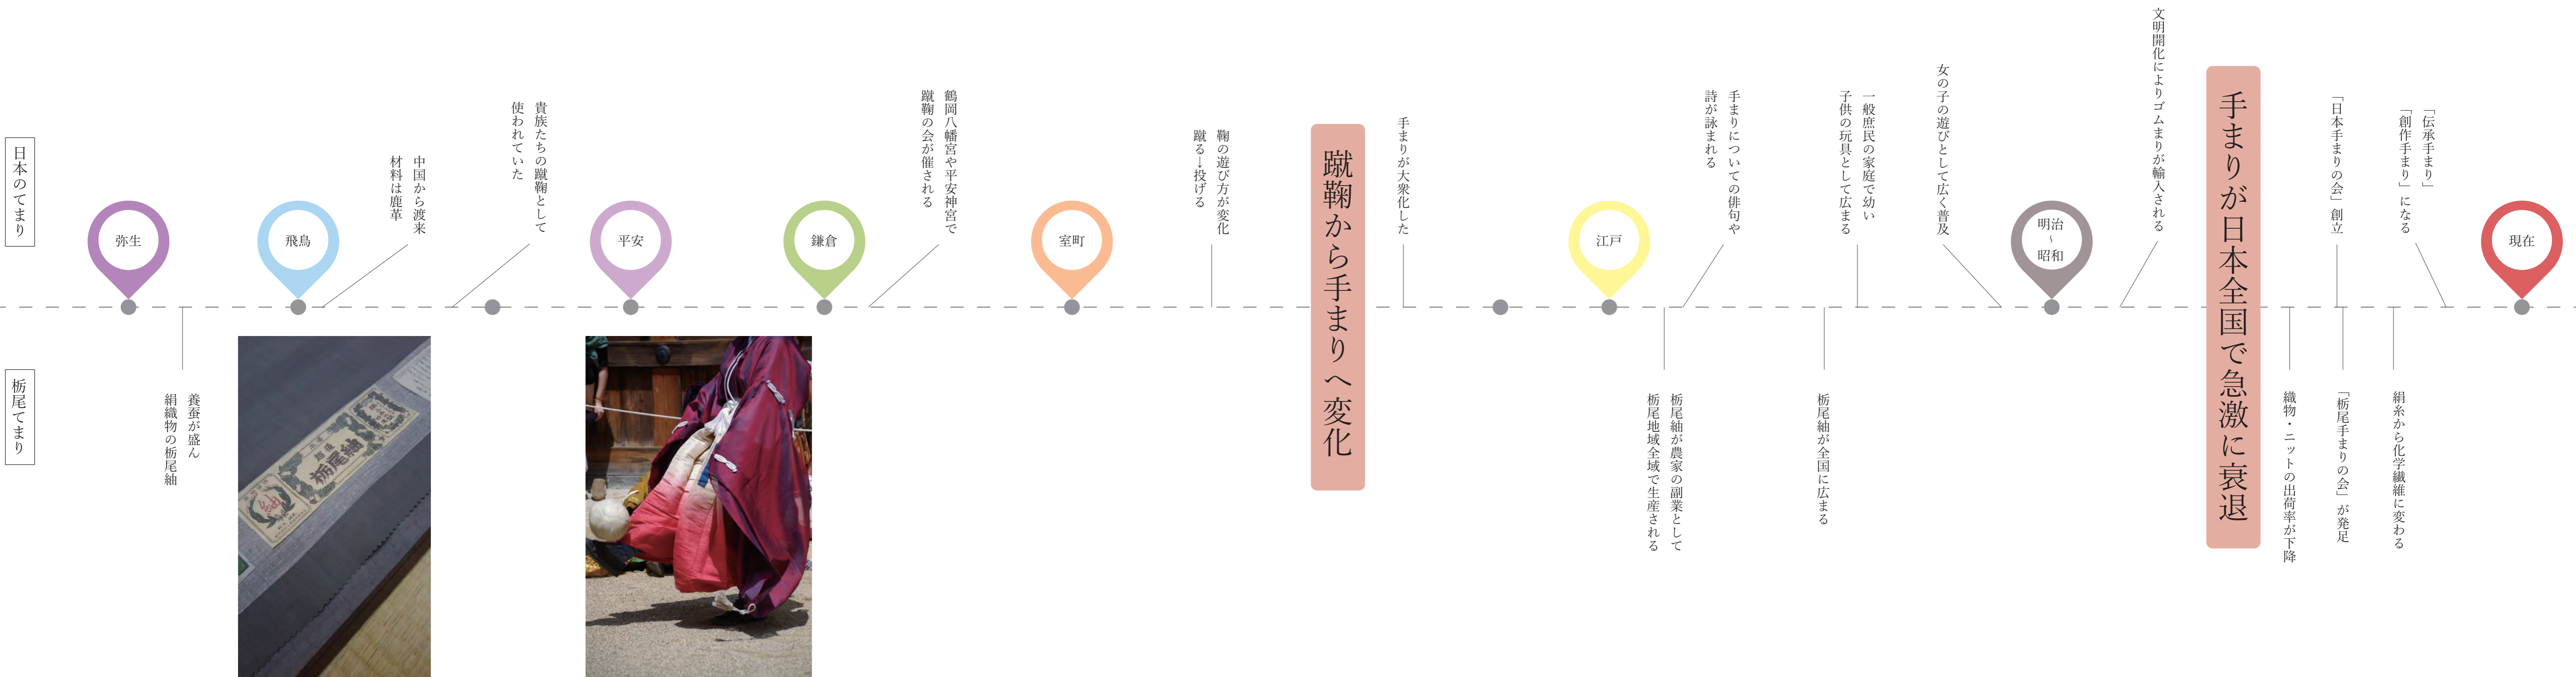 日本のてまり
栃尾てまり
弥生
養蚕が盛ん
絹織物の栃尾紬
飛鳥
中国から渡来
材料は鹿革
貴族たちの蹴鞠として
使われていた
栃尾紬
平安
鎌倉
鶴岡八幡宮や平安神宮で
蹴鞠の会が催される
室町
鞠の遊び方が変化
蹴る→投げる
蹴鞠から手まりへ変化
手まりが大衆化した
江戸
栃尾紬が農家の副業として
栃尾地域全域で生産される
手まりについての俳句や
詩が詠まれる
栃尾紬が全国に広まる
一般庶民の家庭で幼い
子供の玩具として広まる
女の子の遊びとして広く普及
明治
~
昭和
文明開化によりゴムまりが輸入される
手まりが日本全国で急激に衰退
織物・ニットの出荷率が下降
「日本手まりの会」創立
「栃尾手まりの会」が発足
絹糸から化学繊維に変わる
「伝承手まり」
「創作手まり」になる
現在